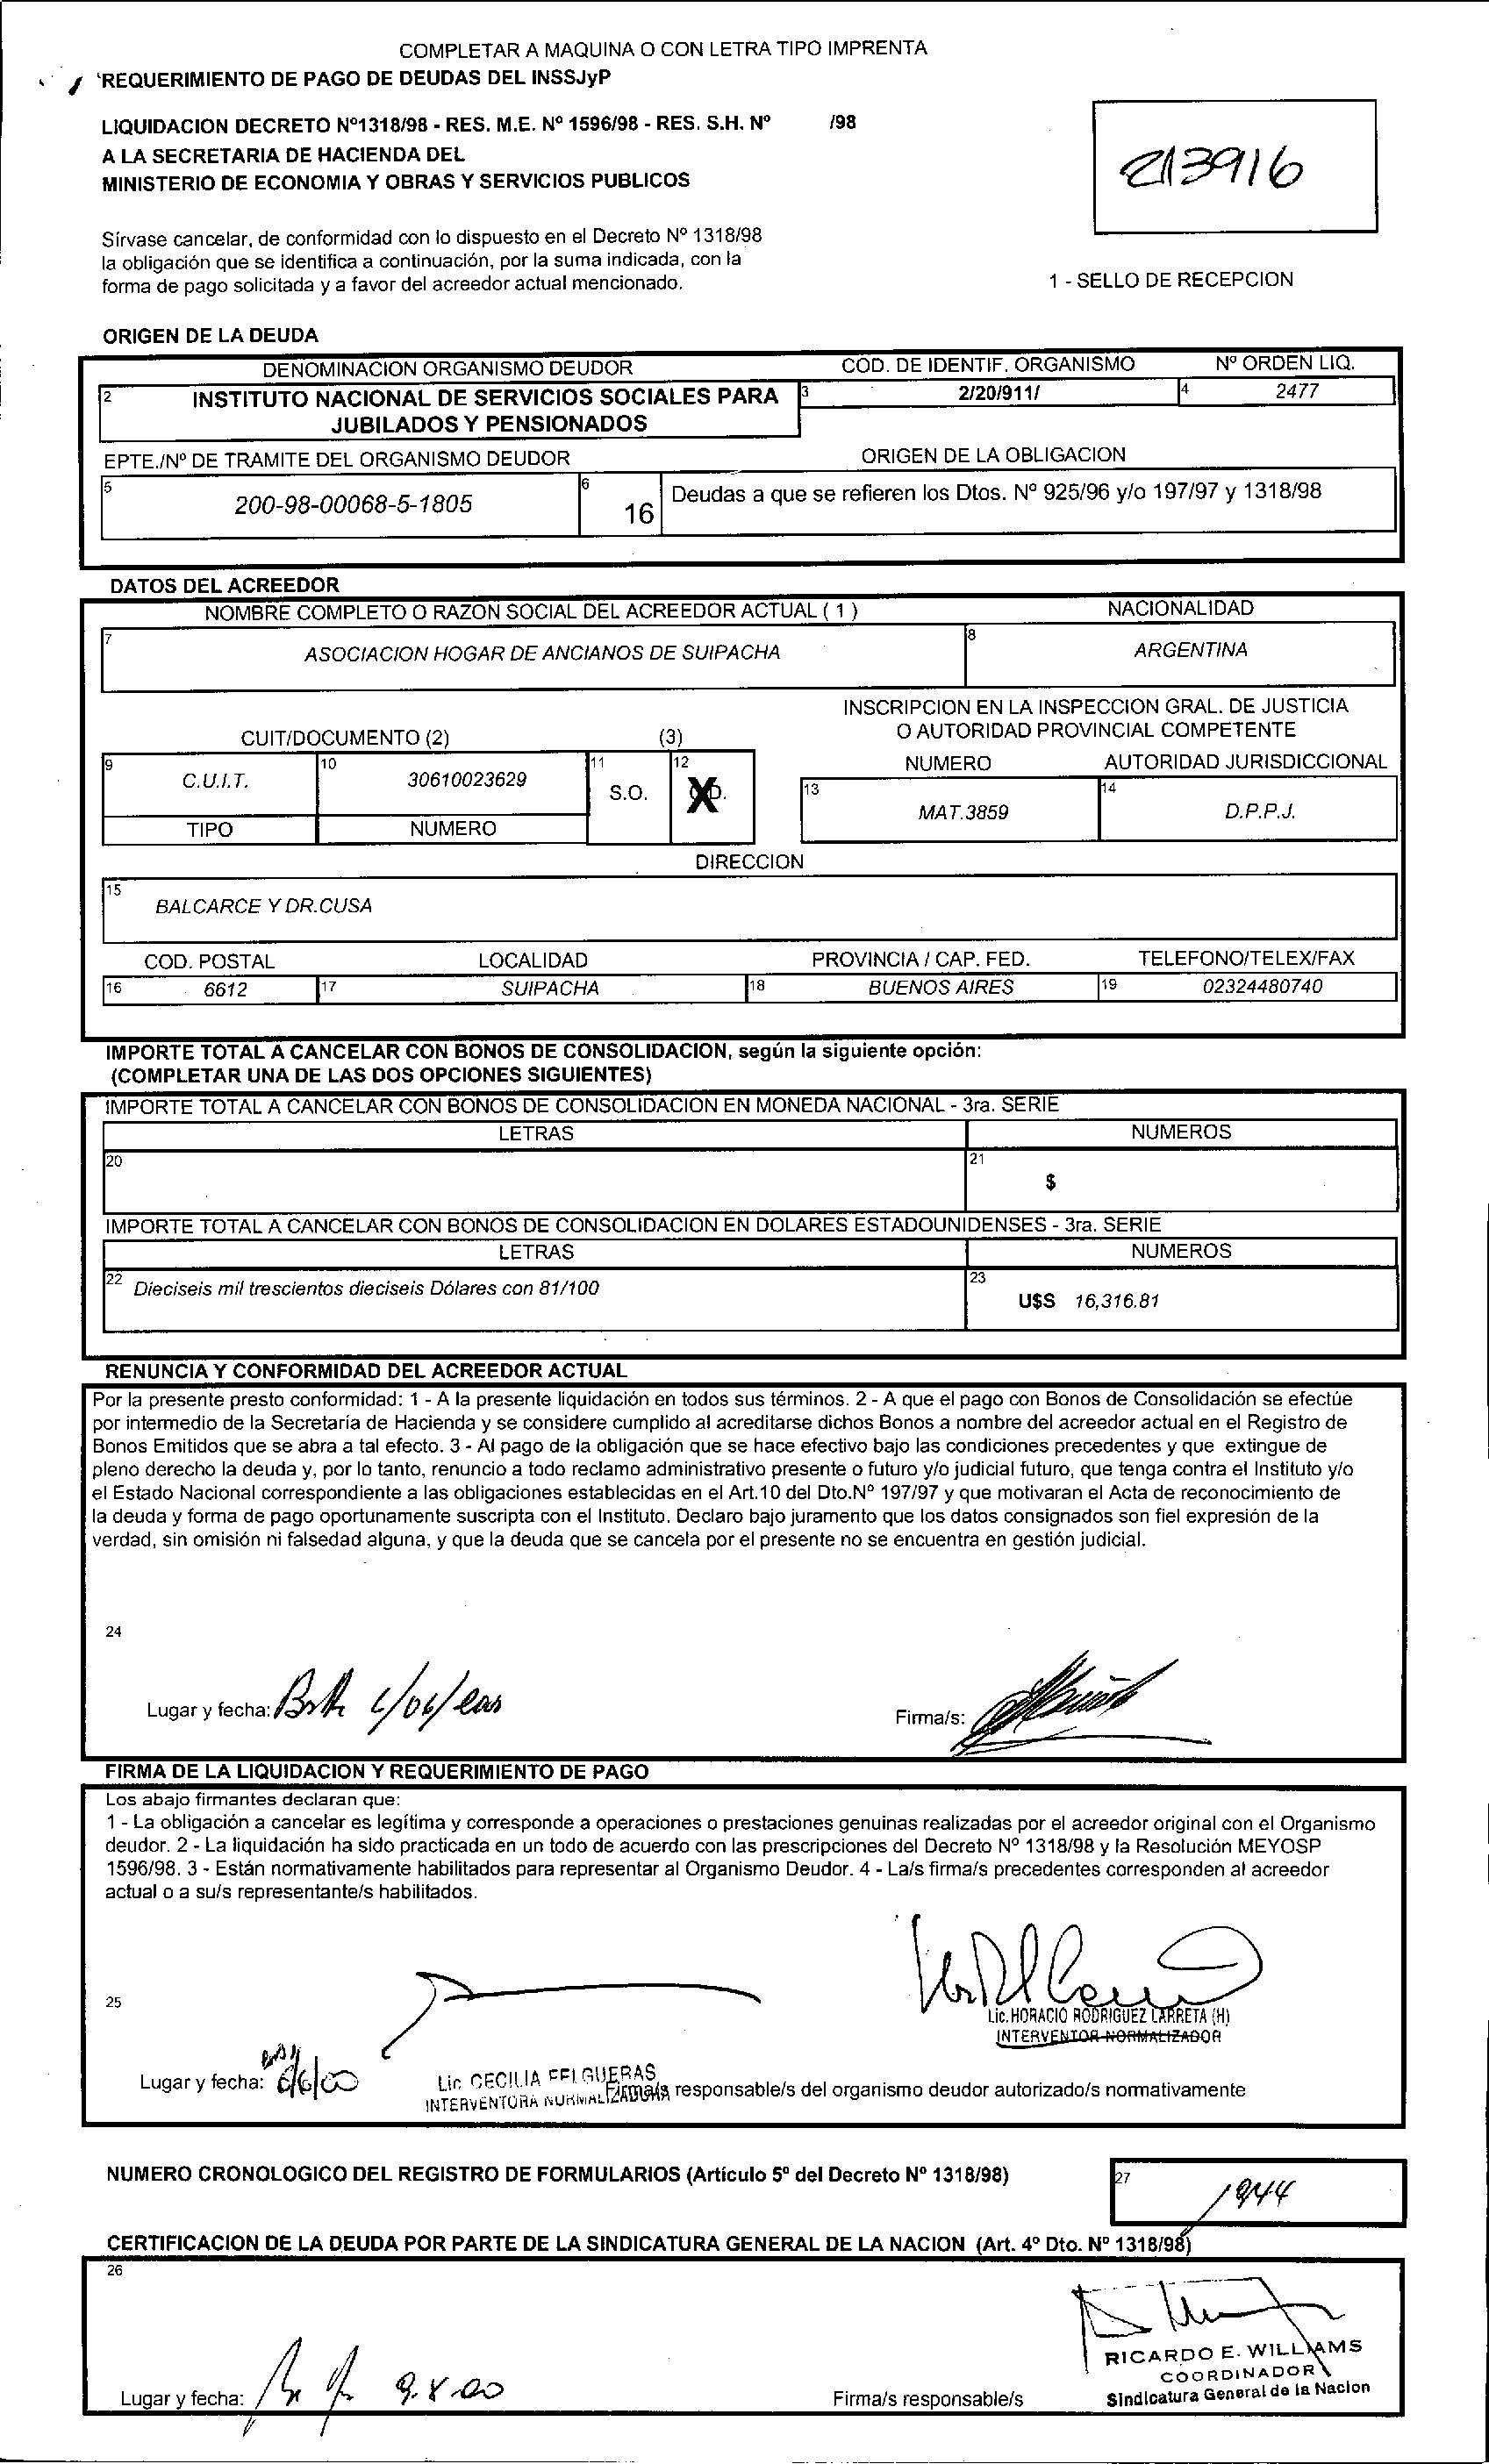 COMPLETAR A MAQUINA O CON LETRA TIPO IMPRENTA
REQUERIMIENTO DE PAGO DE DEUDAS DEL INSSJyP
LIQUIDACION DECRETO Nº1318/98 - RES. M.E. Nº 1596/98 - RES. S.H. Nº /98
A LA SECRETARIA DE HACIENDA DEL
MINISTERIO DE ECONOMIA Y OBRAS Y SERVICIOS PUBLICOS
213916
Sírvase cancelar, de conformidad con lo dispuesto en el Decreto Nº 1318/98
la obligación que se identifica a continuación, por la suma indicada, con la
forma de pago solicitada y a favor del acreedor actual mencionado.
1 - SELLO DE RECEPCION
ORIGEN DE LA DEUDA
DENOMINACION ORGANISMO DEUDOR COD. DE IDENTIF. ORGANISMO Nº ORDEN LIQ.
2 INSTITUTO NACIONAL DE SERVICIOS SOCIALES PARA 3 2/20/911/ 4 2477
JUBILADOS Y PENSIONADOS
EPTE./Nº DE TRAMITE DEL ORGANISMO DEUDOR ORIGEN DE LA OBLIGACION
5 200-98-00068-5-1805 6 16 Deudas a que se refieren los Dtos. Nº 925/96 y/o 197/97 y 1318/98
DATOS DEL ACREEDOR
NOMBRE COMPLETO O RAZON SOCIAL DEL ACREEDOR ACTUAL ( 1 ) NACIONALIDAD
7 ASOCIACION HOGAR DE ANCIANOS DE SUIPACHA 8 ARGENTINA
INSCRIPCION EN LA INSPECCION GRAL. DE JUSTICIA
O AUTORIDAD PROVINCIAL COMPETENTE
CUIT/DOCUMENTO (2) (3)
NUMERO AUTORIDAD JURISDICCIONAL
9 C.U.I.T. 10 30610023629 11 S.O. 12 X
13 MAT.3859 14 D.P.P.J.
TIPO NUMERO
DIRECCION
15 BALCARCE Y DR.CUSA
COD. POSTAL LOCALIDAD PROVINCIA / CAP. FED. TELEFONO/TELEX/FAX
16 6612 17 SUIPACHA 18 BUENOS AIRES 19 02324480740
IMPORTE TOTAL A CANCELAR CON BONOS DE CONSOLIDACION, según la siguiente opción:
(COMPLETAR UNA DE LAS DOS OPCIONES SIGUIENTES)
IMPORTE TOTAL A CANCELAR CON BONOS DE CONSOLIDACION EN MONEDA NACIONAL - 3ra. SERIE
LETRAS NUMEROS
20 21 $
IMPORTE TOTAL A CANCELAR CON BONOS DE CONSOLIDACION EN DOLARES ESTADOUNIDENSES - 3ra. SERIE
LETRAS NUMEROS
22 Dieciseis mil trescientos dieciseis Dólares con 81/100 23 U$S 16,316.81
RENUNCIA Y CONFORMIDAD DEL ACREEDOR ACTUAL
Por la presente presto conformidad: 1 - A la presente liquidación en todos sus términos. 2 - A que el pago con Bonos de Consolidación se efectúe
por intermedio de la Secretaría de Hacienda y se considere cumplido al acreditarse dichos Bonos a nombre del acreedor actual en el Registro de
Bonos Emitidos que se abra a tal efecto. 3 - Al pago de la obligación que se hace efectivo bajo las condiciones precedentes y que extingue de
pleno derecho la deuda y, por lo tanto, renuncio a todo reclamo administrativo presente o futuro y/o judicial futuro, que tenga contra el Instituto y/o
el Estado Nacional correspondiente a las obligaciones establecidas en el Art.10 del Dto.Nº 197/97 y que motivaran el Acta de reconocimiento de
la deuda y forma de pago oportunamente suscripta con el Instituto. Declaro bajo juramento que los datos consignados son fiel expresión de la
verdad, sin omisión ni falsedad alguna, y que la deuda que se cancela por el presente no se encuentra en gestión judicial.
24
Lugar y fecha: Firma/s:
FIRMA DE LA LIQUIDACION Y REQUERIMIENTO DE PAGO
Los abajo firmantes declaran que:
1 - La obligación a cancelar es legítima y corresponde a operaciones o prestaciones genuinas realizadas por el acreedor original con el Organismo
deudor. 2 - La liquidación ha sido practicada en un todo de acuerdo con las prescripciones del Decreto Nº 1318/98 y la Resolución MEYOSP
1596/98. 3 - Están normativamente habilitados para representar al Organismo Deudor. 4 - La/s firma/s precedentes corresponden al acreedor
actual o a su/s representante/s habilitados.
25
Lic. HORACIO RODRIGUEZ LARRETA (H)
INTERVENTOR NORMALIZADOR
Lugar y fecha: 6/6/00
Lic CECILIA FELGUERAS
INTERVENTORA NORMALIZADORA
Firma/s responsable/s del organismo deudor autorizado/s normativamente
NUMERO CRONOLOGICO DEL REGISTRO DE FORMULARIOS (Artículo 5º del Decreto Nº 1318/98)
27 1944
CERTIFICACION DE LA DEUDA POR PARTE DE LA SINDICATURA GENERAL DE LA NACION (Art. 4º Dto. Nº 1318/98)
26
RICARDO E. WILLIAMS
COORDINADOR
Sindicatura General de la Nacion
Lugar y fecha: 9.8.00 Firma/s responsable/s